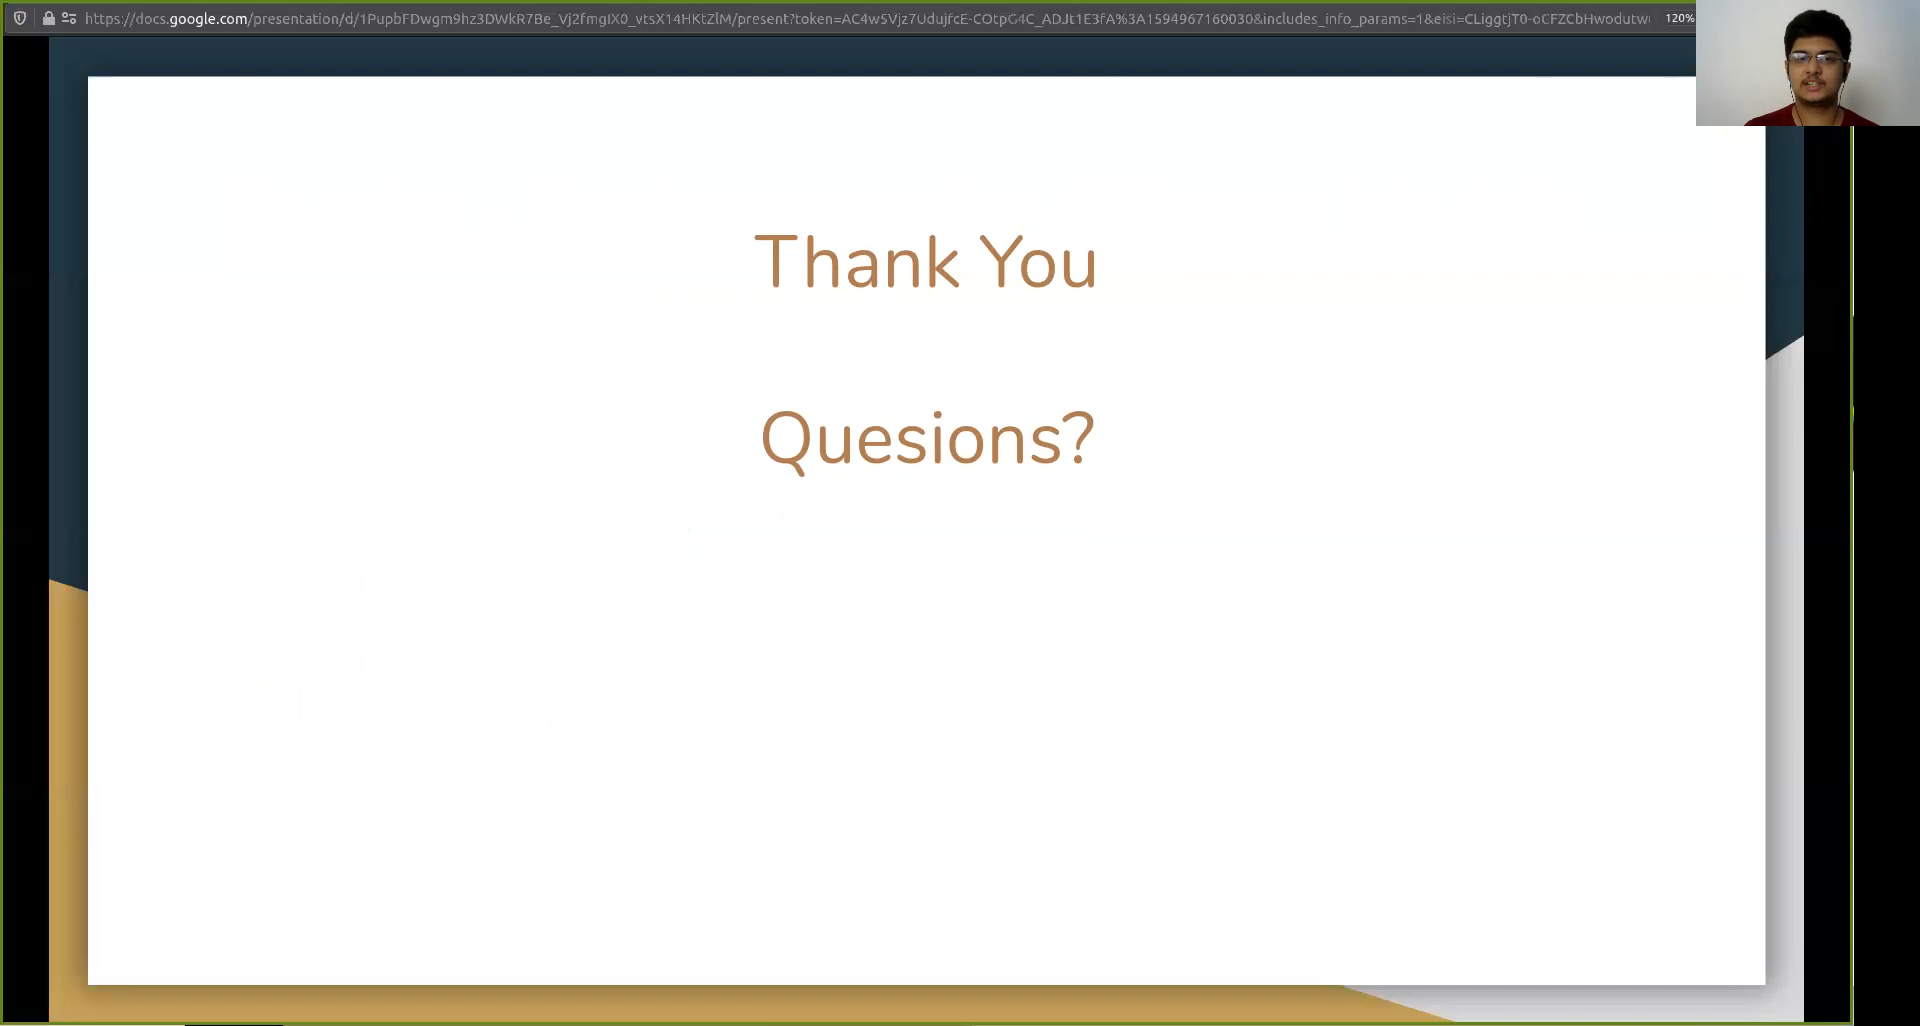 https://docs.google.com/presentation/d/1PupbFDwgm9hz3DWkR7Be_Vj2fmgIX0_vtsX14HKtZlM/present?token=AC4w5Vjz7UdujfcE-COtpG4C_ADJt1E3fA%3A1594967160030&includes_info_params=1&eisi=CLiggtjT0-oCFZCbHwodutw 120%
Thank You
Quesions?